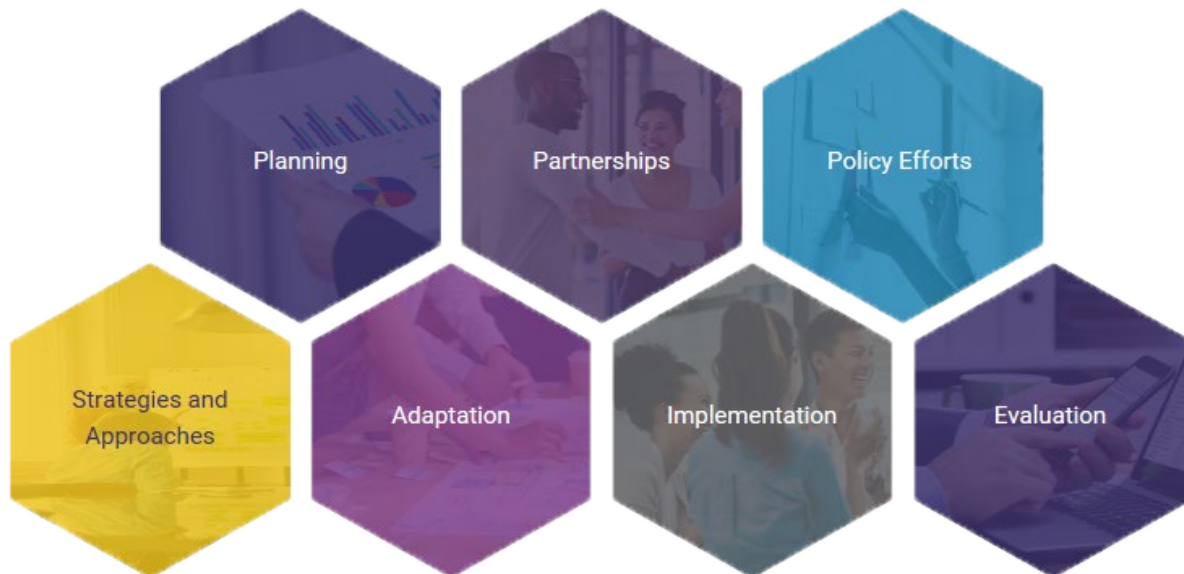 Planning
Partnerships
Policy Efforts
Strategies and
Approaches
Adaptation
Implementation
Evaluation